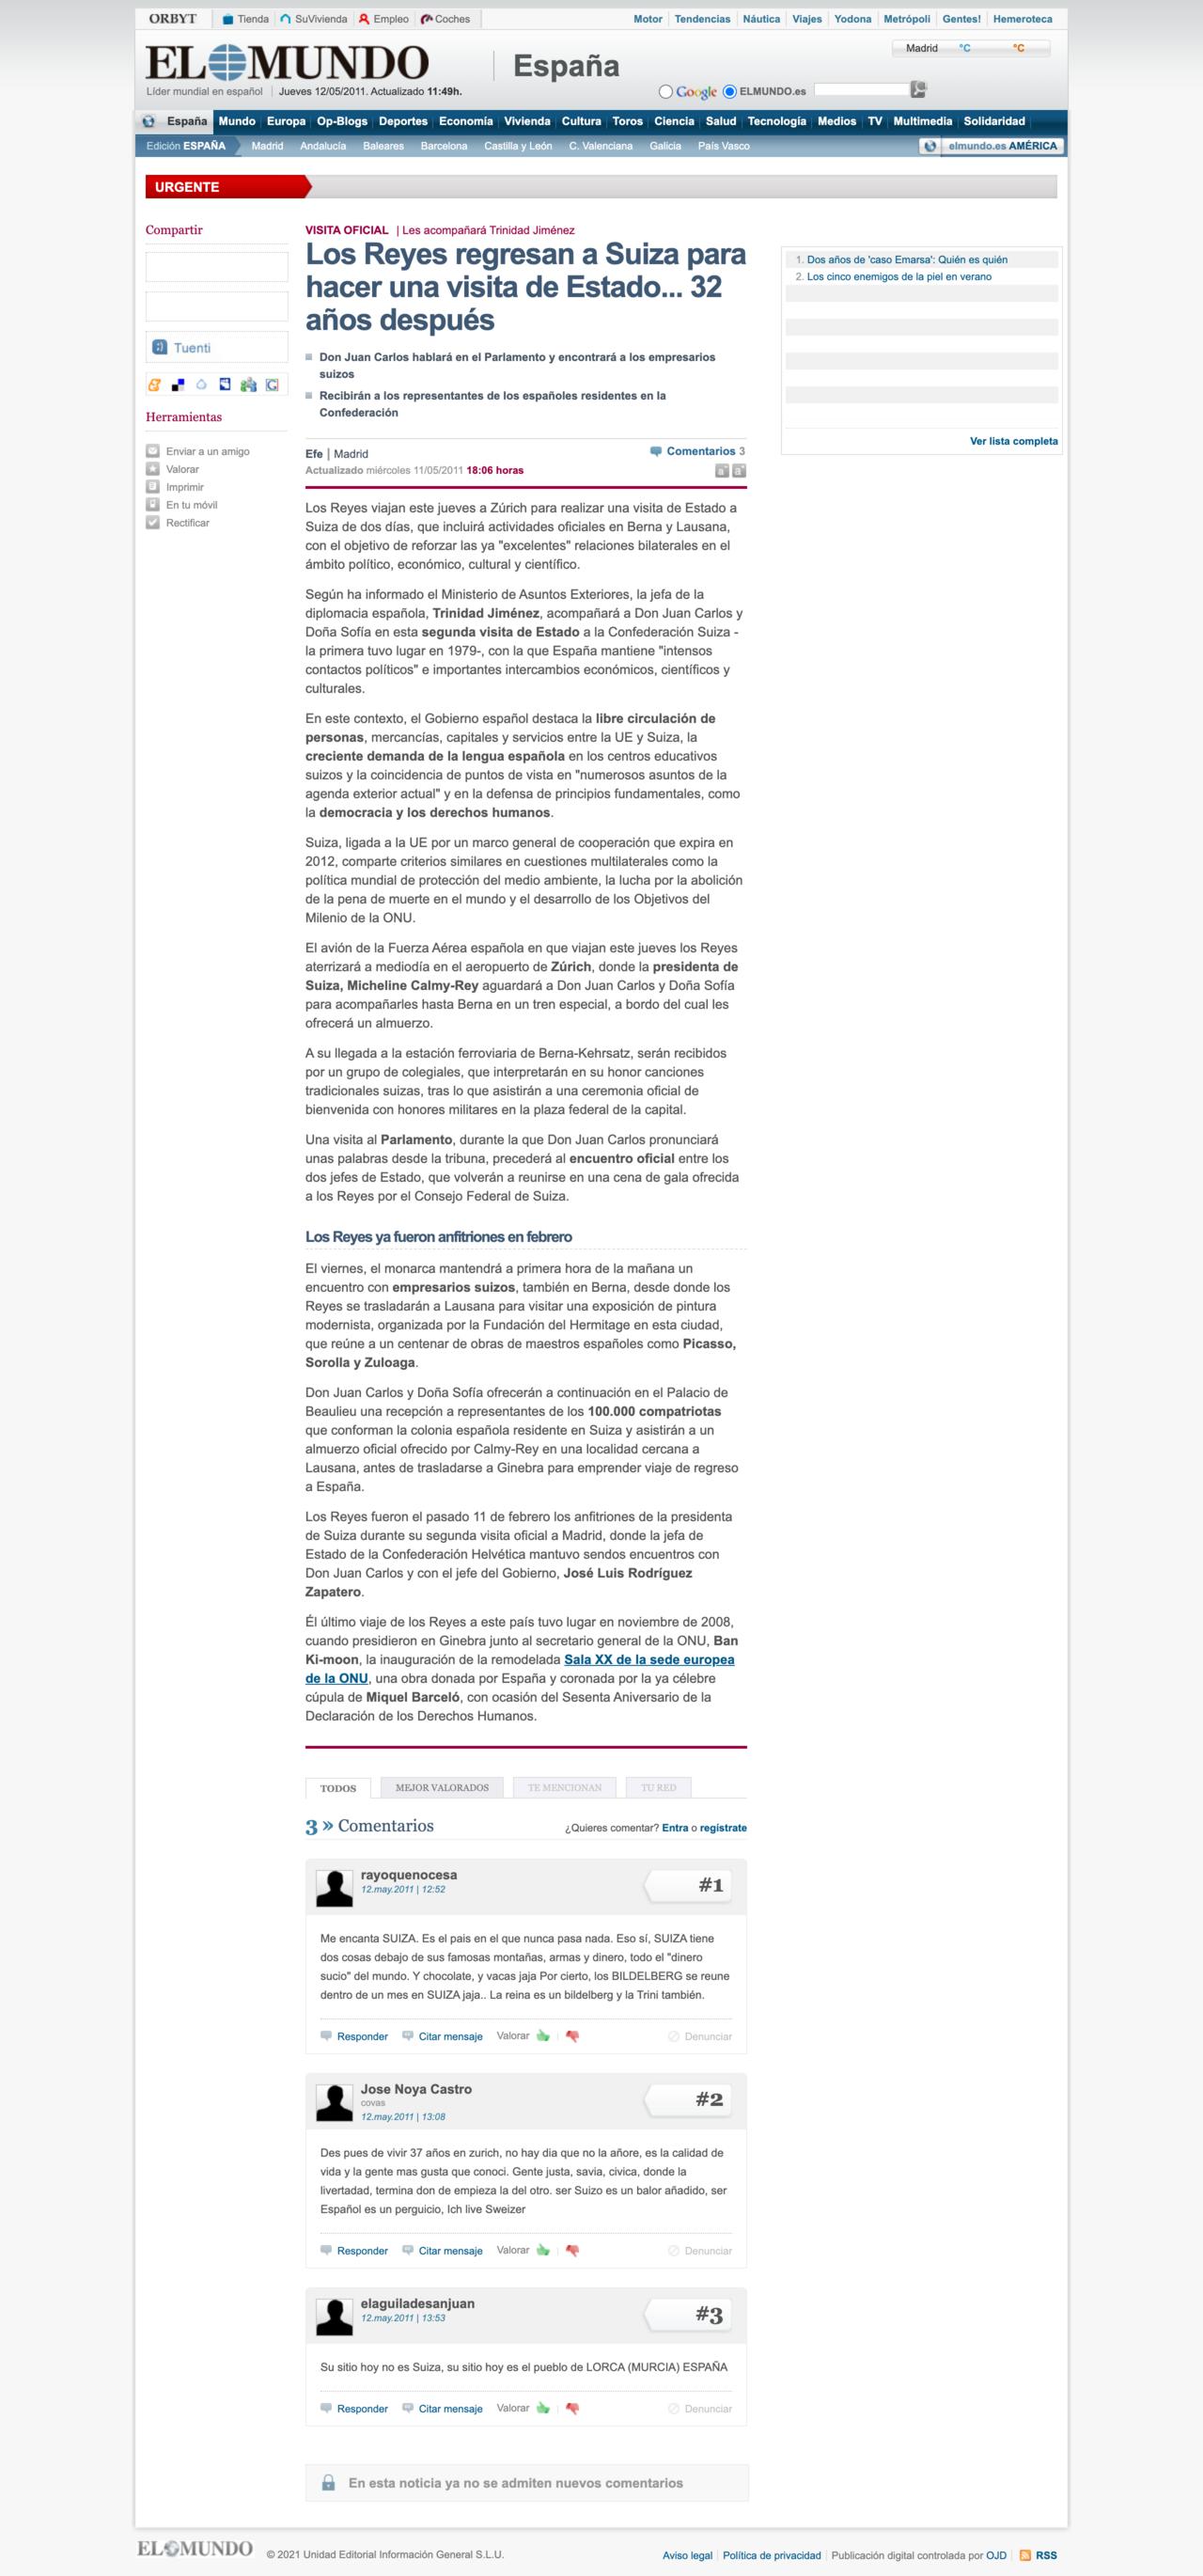 ORBYT Tienda SuVivienda Empleo Coches Motor Tendencias Náutica Viajes Yodona Metrópoli Gentes! Hemeroteca
EL MUNDO España Madrid °C °C
Líder mundial en español Jueves 12/05/2011. Actualizado 11:49h. Google ELMUNDO.es
España Mundo Europa Op-Blogs Deportes Economía Vivienda Cultura Toros Ciencia Salud Tecnología Medios TV Multimedia Solidaridad
Edición ESPAÑA Madrid Andalucía Baleares Barcelona Castilla y León C. Valenciana Galicia País Vasco elmundo.es AMÉRICA
URGENTE
Compartir
Tuenti
Herramientas
Enviar a un amigo
Valorar
Imprimir
En tu móvil
Rectificar
VISITA OFICIAL | Les acompañará Trinidad Jiménez
Los Reyes regresan a Suiza para
hacer una visita de Estado... 32
años después
Don Juan Carlos hablará en el Parlamento y encontrará a los empresarios
suizos
Recibirán a los representantes de los españoles residentes en la
Confederación
Efe | Madrid Comentarios 3
Actualizado miércoles 11/05/2011 18:06 horas
Los Reyes viajan este jueves a Zúrich para realizar una visita de Estado a
Suiza de dos días, que incluirá actividades oficiales en Berna y Lausana,
con el objetivo de reforzar las ya "excelentes" relaciones bilaterales en el
ámbito político, económico, cultural y científico.
Según ha informado el Ministerio de Asuntos Exteriores, la jefa de la
diplomacia española, Trinidad Jiménez, acompañará a Don Juan Carlos y
Doña Sofía en esta segunda visita de Estado a la Confederación Suiza -
la primera tuvo lugar en 1979-, con la que España mantiene "intensos
contactos políticos" e importantes intercambios económicos, científicos y
culturales.
En este contexto, el Gobierno español destaca la libre circulación de
personas, mercancías, capitales y servicios entre la UE y Suiza, la
creciente demanda de la lengua española en los centros educativos
suizos y la coincidencia de puntos de vista en "numerosos asuntos de la
agenda exterior actual" y en la defensa de principios fundamentales, como
la democracia y los derechos humanos.
Suiza, ligada a la UE por un marco general de cooperación que expira en
2012, comparte criterios similares en cuestiones multilaterales como la
política mundial de protección del medio ambiente, la lucha por la abolición
de la pena de muerte en el mundo y el desarrollo de los Objetivos del
Milenio de la ONU.
El avión de la Fuerza Aérea española en que viajan este jueves los Reyes
aterrizará a mediodía en el aeropuerto de Zúrich, donde la presidenta de
Suiza, Micheline Calmy-Rey aguardará a Don Juan Carlos y Doña Sofía
para acompañarles hasta Berna en un tren especial, a bordo del cual les
ofrecerá un almuerzo.
A su llegada a la estación ferroviaria de Berna-Kehrsatz, serán recibidos
por un grupo de colegiales, que interpretarán en su honor canciones
tradicionales suizas, tras lo que asistirán a una ceremonia oficial de
bienvenida con honores militares en la plaza federal de la capital.
Una visita al Parlamento, durante la que Don Juan Carlos pronunciará
unas palabras desde la tribuna, precederá al encuentro oficial entre los
dos jefes de Estado, que volverán a reunirse en una cena de gala ofrecida
a los Reyes por el Consejo Federal de Suiza.
Los Reyes ya fueron anfitriones en febrero
El viernes, el monarca mantendrá a primera hora de la mañana un
encuentro con empresarios suizos, también en Berna, desde donde los
Reyes se trasladarán a Lausana para visitar una exposición de pintura
modernista, organizada por la Fundación del Hermitage en esta ciudad,
que reúne a un centenar de obras de maestros españoles como Picasso,
Sorolla y Zuloaga.
Don Juan Carlos y Doña Sofía ofrecerán a continuación en el Palacio de
Beaulieu una recepción a representantes de los 100.000 compatriotas
que conforman la colonia española residente en Suiza y asistirán a un
almuerzo oficial ofrecido por Calmy-Rey en una localidad cercana a
Lausana, antes de trasladarse a Ginebra para emprender viaje de regreso
a España.
Los Reyes fueron el pasado 11 de febrero los anfitriones de la presidenta
de Suiza durante su segunda visita oficial a Madrid, donde la jefa de
Estado de la Confederación Helvética mantuvo sendos encuentros con
Don Juan Carlos y con el jefe del Gobierno, José Luis Rodríguez
Zapatero.
Él último viaje de los Reyes a este país tuvo lugar en noviembre de 2008,
cuando presidieron en Ginebra junto al secretario general de la ONU, Ban
Ki-moon, la inauguración de la remodelada Sala XX de la sede europea
de la ONU, una obra donada por España y coronada por la ya célebre
cúpula de Miquel Barceló, con ocasión del Sesenta Aniversario de la
Declaración de los Derechos Humanos.
TODOS MEJOR VALORADOS TE MENCIONAN TU RED
3 » Comentarios ¿Quieres comentar? Entra o regístrate
rayoquenocesa #1
12.may.2011 | 12:52
Me encanta SUIZA. Es el pais en el que nunca pasa nada. Eso sí, SUIZA tiene
dos cosas debajo de sus famosas montañas, armas y dinero, todo el "dinero
sucio" del mundo. Y chocolate, y vacas jaja Por cierto, los BILDELBERG se reune
dentro de un mes en SUIZA jaja.. La reina es un bildelberg y la Trini también.
Responder Citar mensaje Valorar Denunciar
Jose Noya Castro #2
covas
12.may.2011 | 13:08
Des pues de vivir 37 años en zurich, no hay dia que no la añore, es la calidad de
vida y la gente mas gusta que conoci. Gente justa, savia, civica, donde la
livertadad, termina don de empieza la del otro. ser Suizo es un balor añadido, ser
Español es un perguicio, Ich live Sweizer
Responder Citar mensaje Valorar Denunciar
elaguiladesanjuan #3
12.may.2011 | 13:53
Su sitio hoy no es Suiza, su sitio hoy es el pueblo de LORCA (MURCIA) ESPAÑA
Responder Citar mensaje Valorar Denunciar
En esta noticia ya no se admiten nuevos comentarios
1. Dos años de 'caso Emarsa': Quién es quién
2. Los cinco enemigos de la piel en verano
Ver lista completa
EL MUNDO © 2021 Unidad Editorial Información General S.L.U. Aviso legal Política de privacidad Publicación digital controlada por OJD RSS